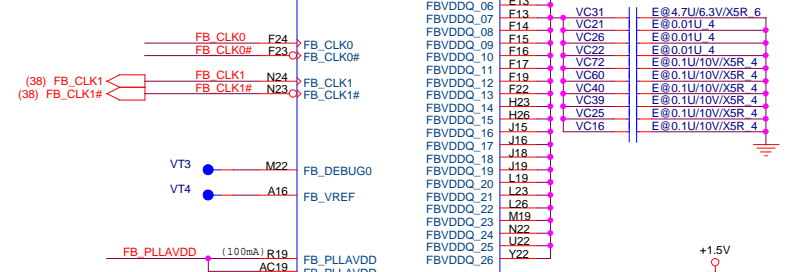 FB_CLK0 F24 FB_CLK0
FB_CLK0# F23 FB_CLK0#
(38) FB_CLK1 FB_CLK1 N24 FB_CLK1
(38) FB_CLK1# FB_CLK1# N23 FB_CLK1#
VT3 M22 FB_DEBUG0
VT4 A16 FB_VREF
FB_PLLAVDD (100mA) R19 FB_PLLAVDD
AC19
FBVDDQ_06 E13
FBVDDQ_07 F13
FBVDDQ_08 F14
FBVDDQ_09 F15
FBVDDQ_10 F16
FBVDDQ_11 F17
FBVDDQ_12 F19
FBVDDQ_13 F22
FBVDDQ_14 H23
FBVDDQ_15 H26
FBVDDQ_16 J15
FBVDDQ_17 J16
FBVDDQ_18 J18
FBVDDQ_19 J19
FBVDDQ_20 L19
FBVDDQ_21 L23
FBVDDQ_22 L26
FBVDDQ_23 M19
FBVDDQ_24 N22
FBVDDQ_25 U22
FBVDDQ_26 Y22
VC31 E@4.7U/6.3V/X5R_6
VC21 E@0.01U_4
VC26 E@0.01U_4
VC22 E@0.01U_4
VC72 E@0.1U/10V/X5R_4
VC60 E@0.1U/10V/X5R_4
VC40 E@0.1U/10V/X5R_4
VC39 E@0.1U/10V/X5R_4
VC25 E@0.1U/10V/X5R_4
VC16 E@0.1U/10V/X5R_4
+1.5V